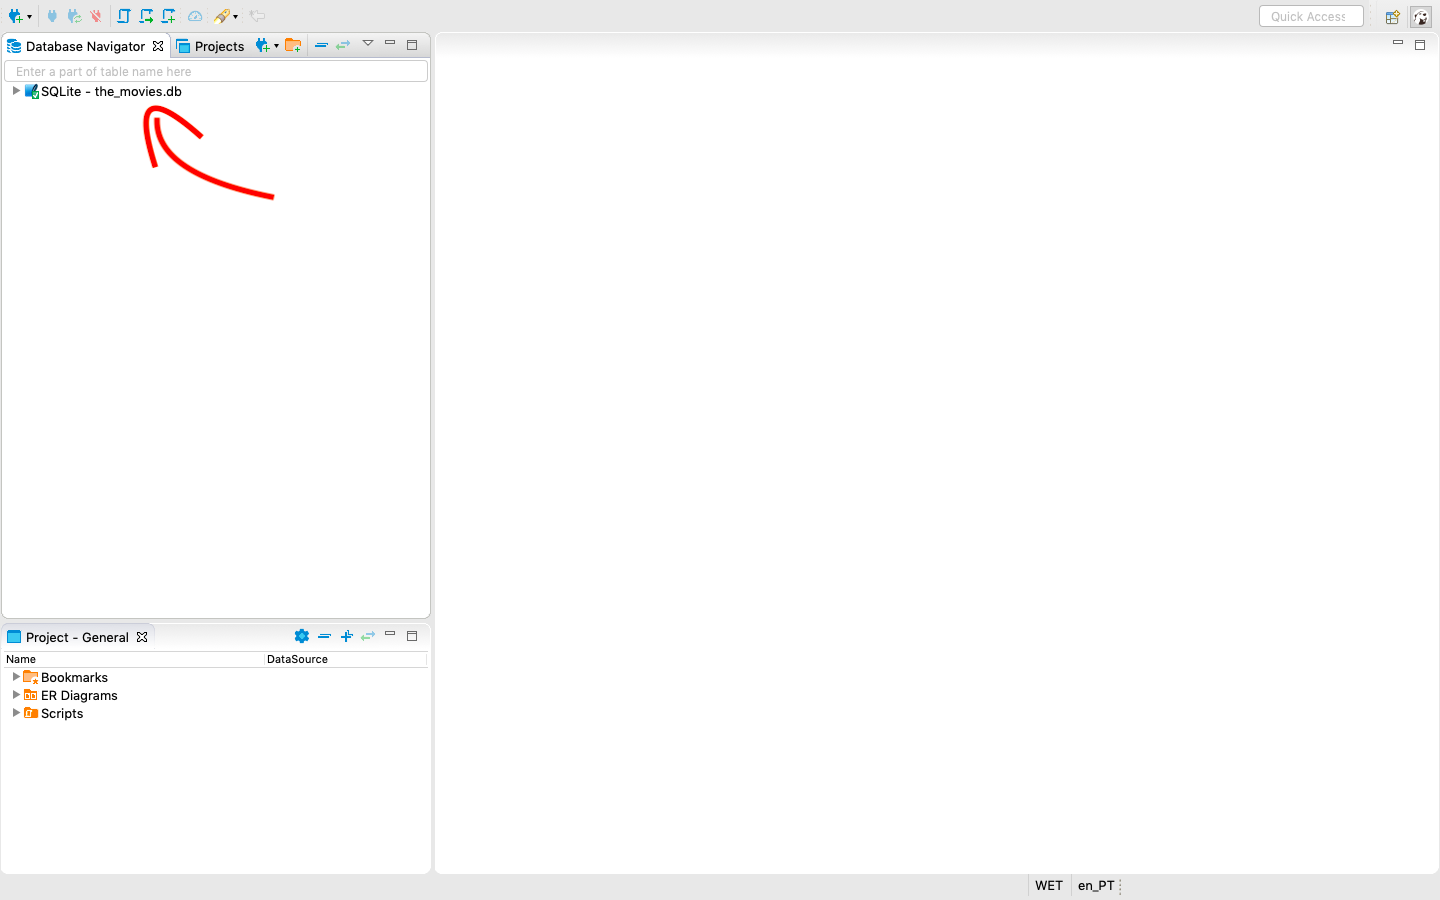 Quick Access
Database Navigator
Projects
Enter a part of table name here
SQLite - the_movies.db
Project - General
Name
DataSource
Bookmarks
ER Diagrams
Scripts
WET
en_PT